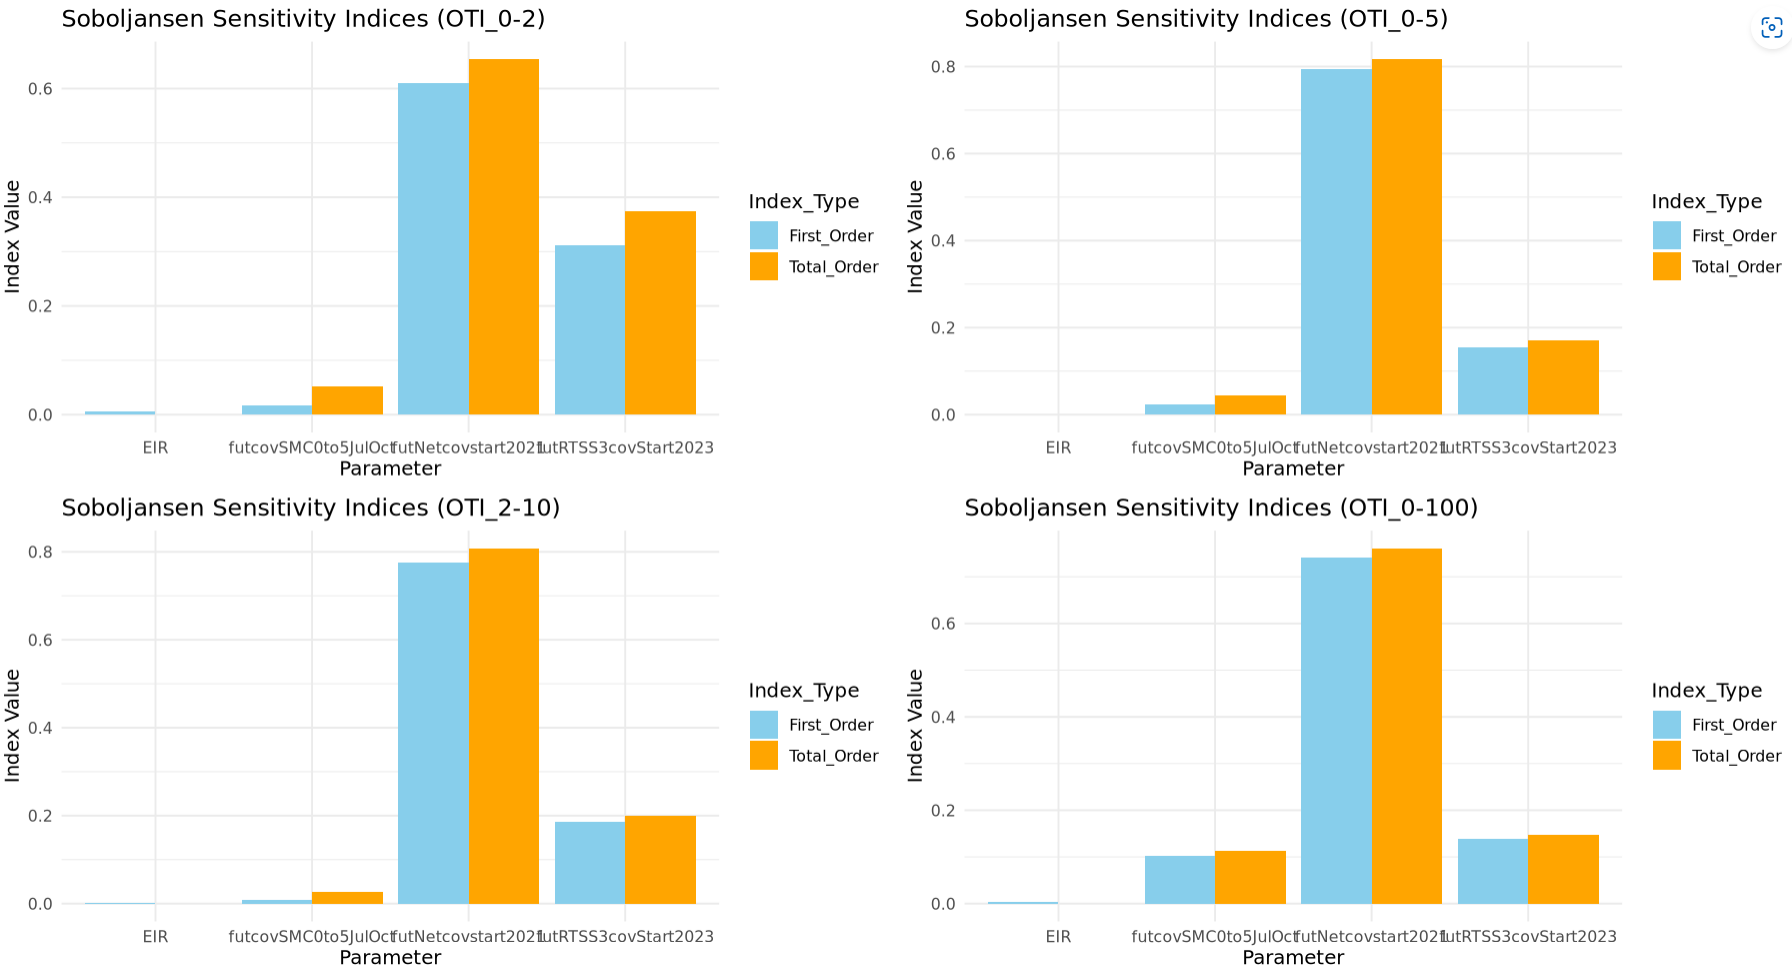 Soboljansen Sensitivity Indices (OTI_0-2)
0.6
0.4
0.2
0.0
Index Value
EIR
futcovSMC0to5JulOct
futNetcovstart2021
futRTSS3covStart2023
Parameter
Index_Type
First_Order
Total_Order
Soboljansen Sensitivity Indices (OTI_0-5)
0.8
0.6
0.4
0.2
0.0
Index Value
EIR
futcovSMC0to5JulOct
futNetcovstart2021
futRTSS3covStart2023
Parameter
Index_Type
First_Order
Total_Order
Soboljansen Sensitivity Indices (OTI_2-10)
0.8
0.6
0.4
0.2
0.0
Index Value
EIR
futcovSMC0to5JulOct
futNetcovstart2021
futRTSS3covStart2023
Parameter
Index_Type
First_Order
Total_Order
Soboljansen Sensitivity Indices (OTI_0-100)
0.6
0.4
0.2
0.0
Index Value
EIR
futcovSMC0to5JulOct
futNetcovstart2021
futRTSS3covStart2023
Parameter
Index_Type
First_Order
Total_Order